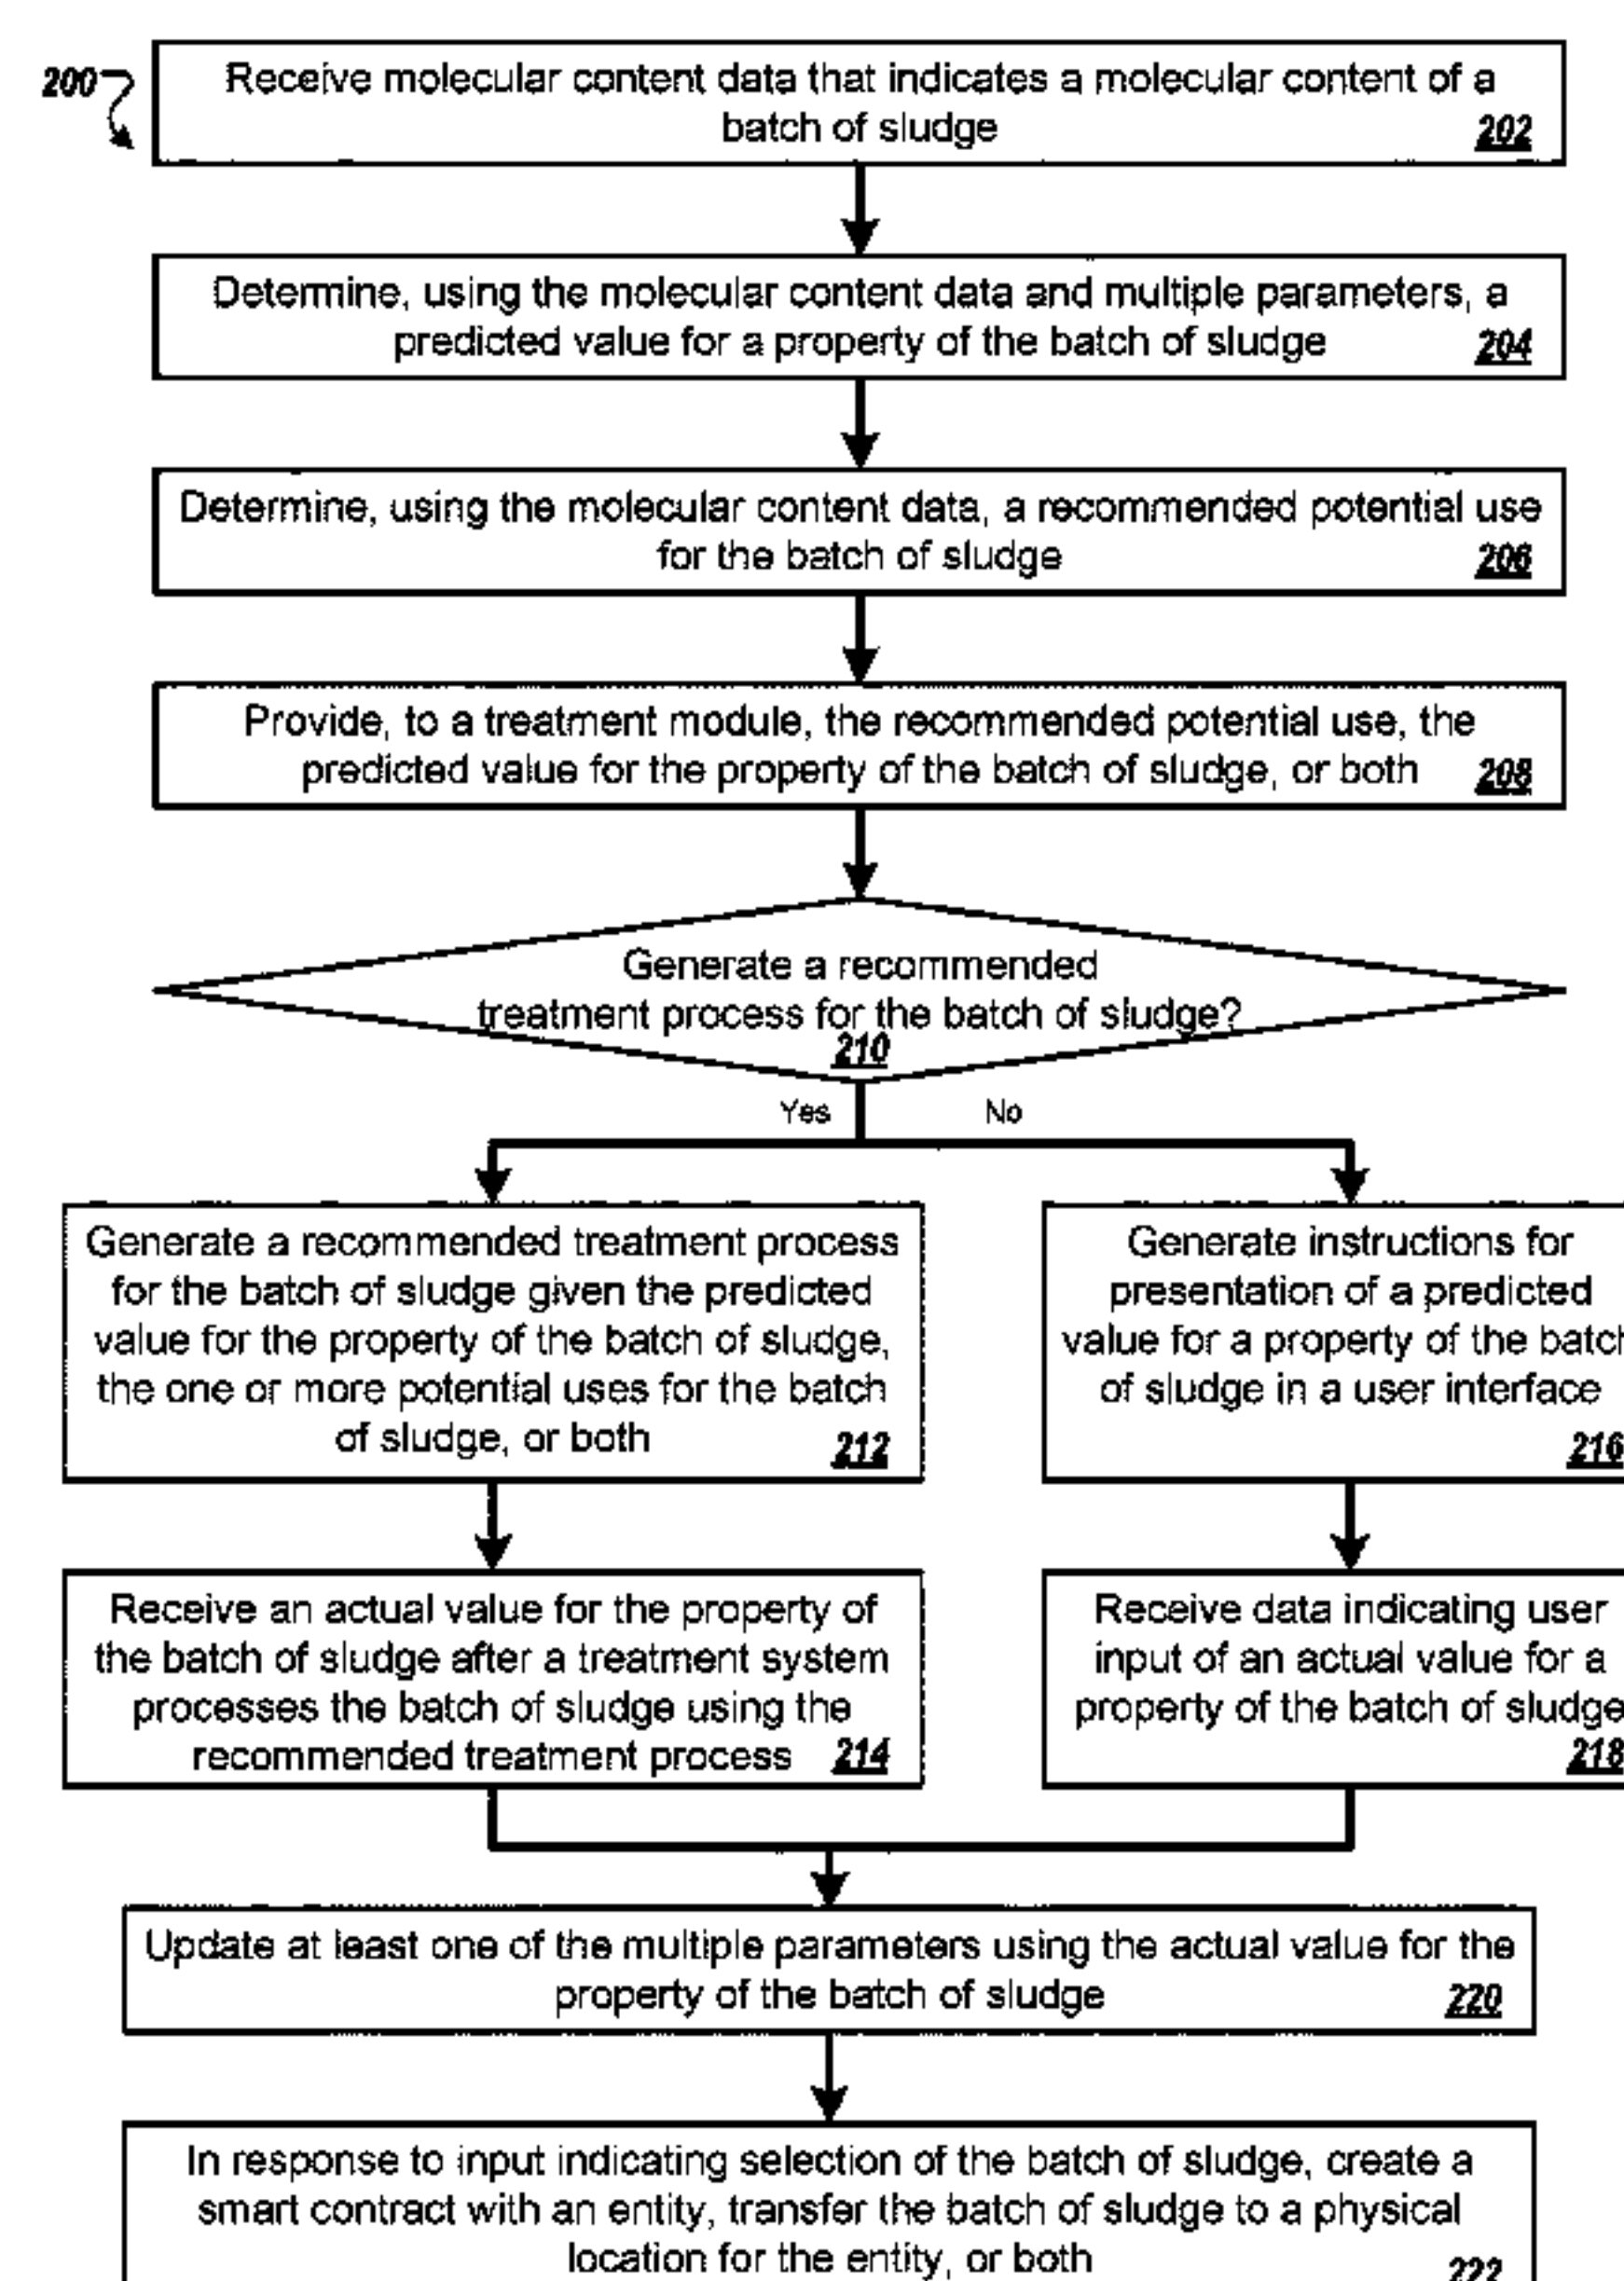 200
Receive molecular content data that indicates a molecular content of a
batch of sludge 202
Determine, using the molecular content data and multiple parameters, a
predicted value for a property of the batch of sludge 204
Determine, using the molecular content data, a recommended potential use
for the batch of sludge 206
Provide, to a treatment module, the recommended potential use, the
predicted value for the property of the batch of sludge, or both 208
Generate a recommended
treatment process for the batch of sludge?
210
Yes No
Generate a recommended treatment process
for the batch of sludge given the predicted
value for the property of the batch of sludge,
the one or more potential uses for the batch
of sludge, or both 212
Generate instructions for
presentation of a predicted
value for a property of the batch
of sludge in a user interface
216
Receive an actual value for the property of
the batch of sludge after a treatment system
processes the batch of sludge using the
recommended treatment process 214
Receive data indicating user
input of an actual value for a
property of the batch of sludge
218
Update at least one of the multiple parameters using the actual value for the
property of the batch of sludge 220
In response to input indicating selection of the batch of sludge, create a
smart contract with an entity, transfer the batch of sludge to a physical
location for the entity, or both 222